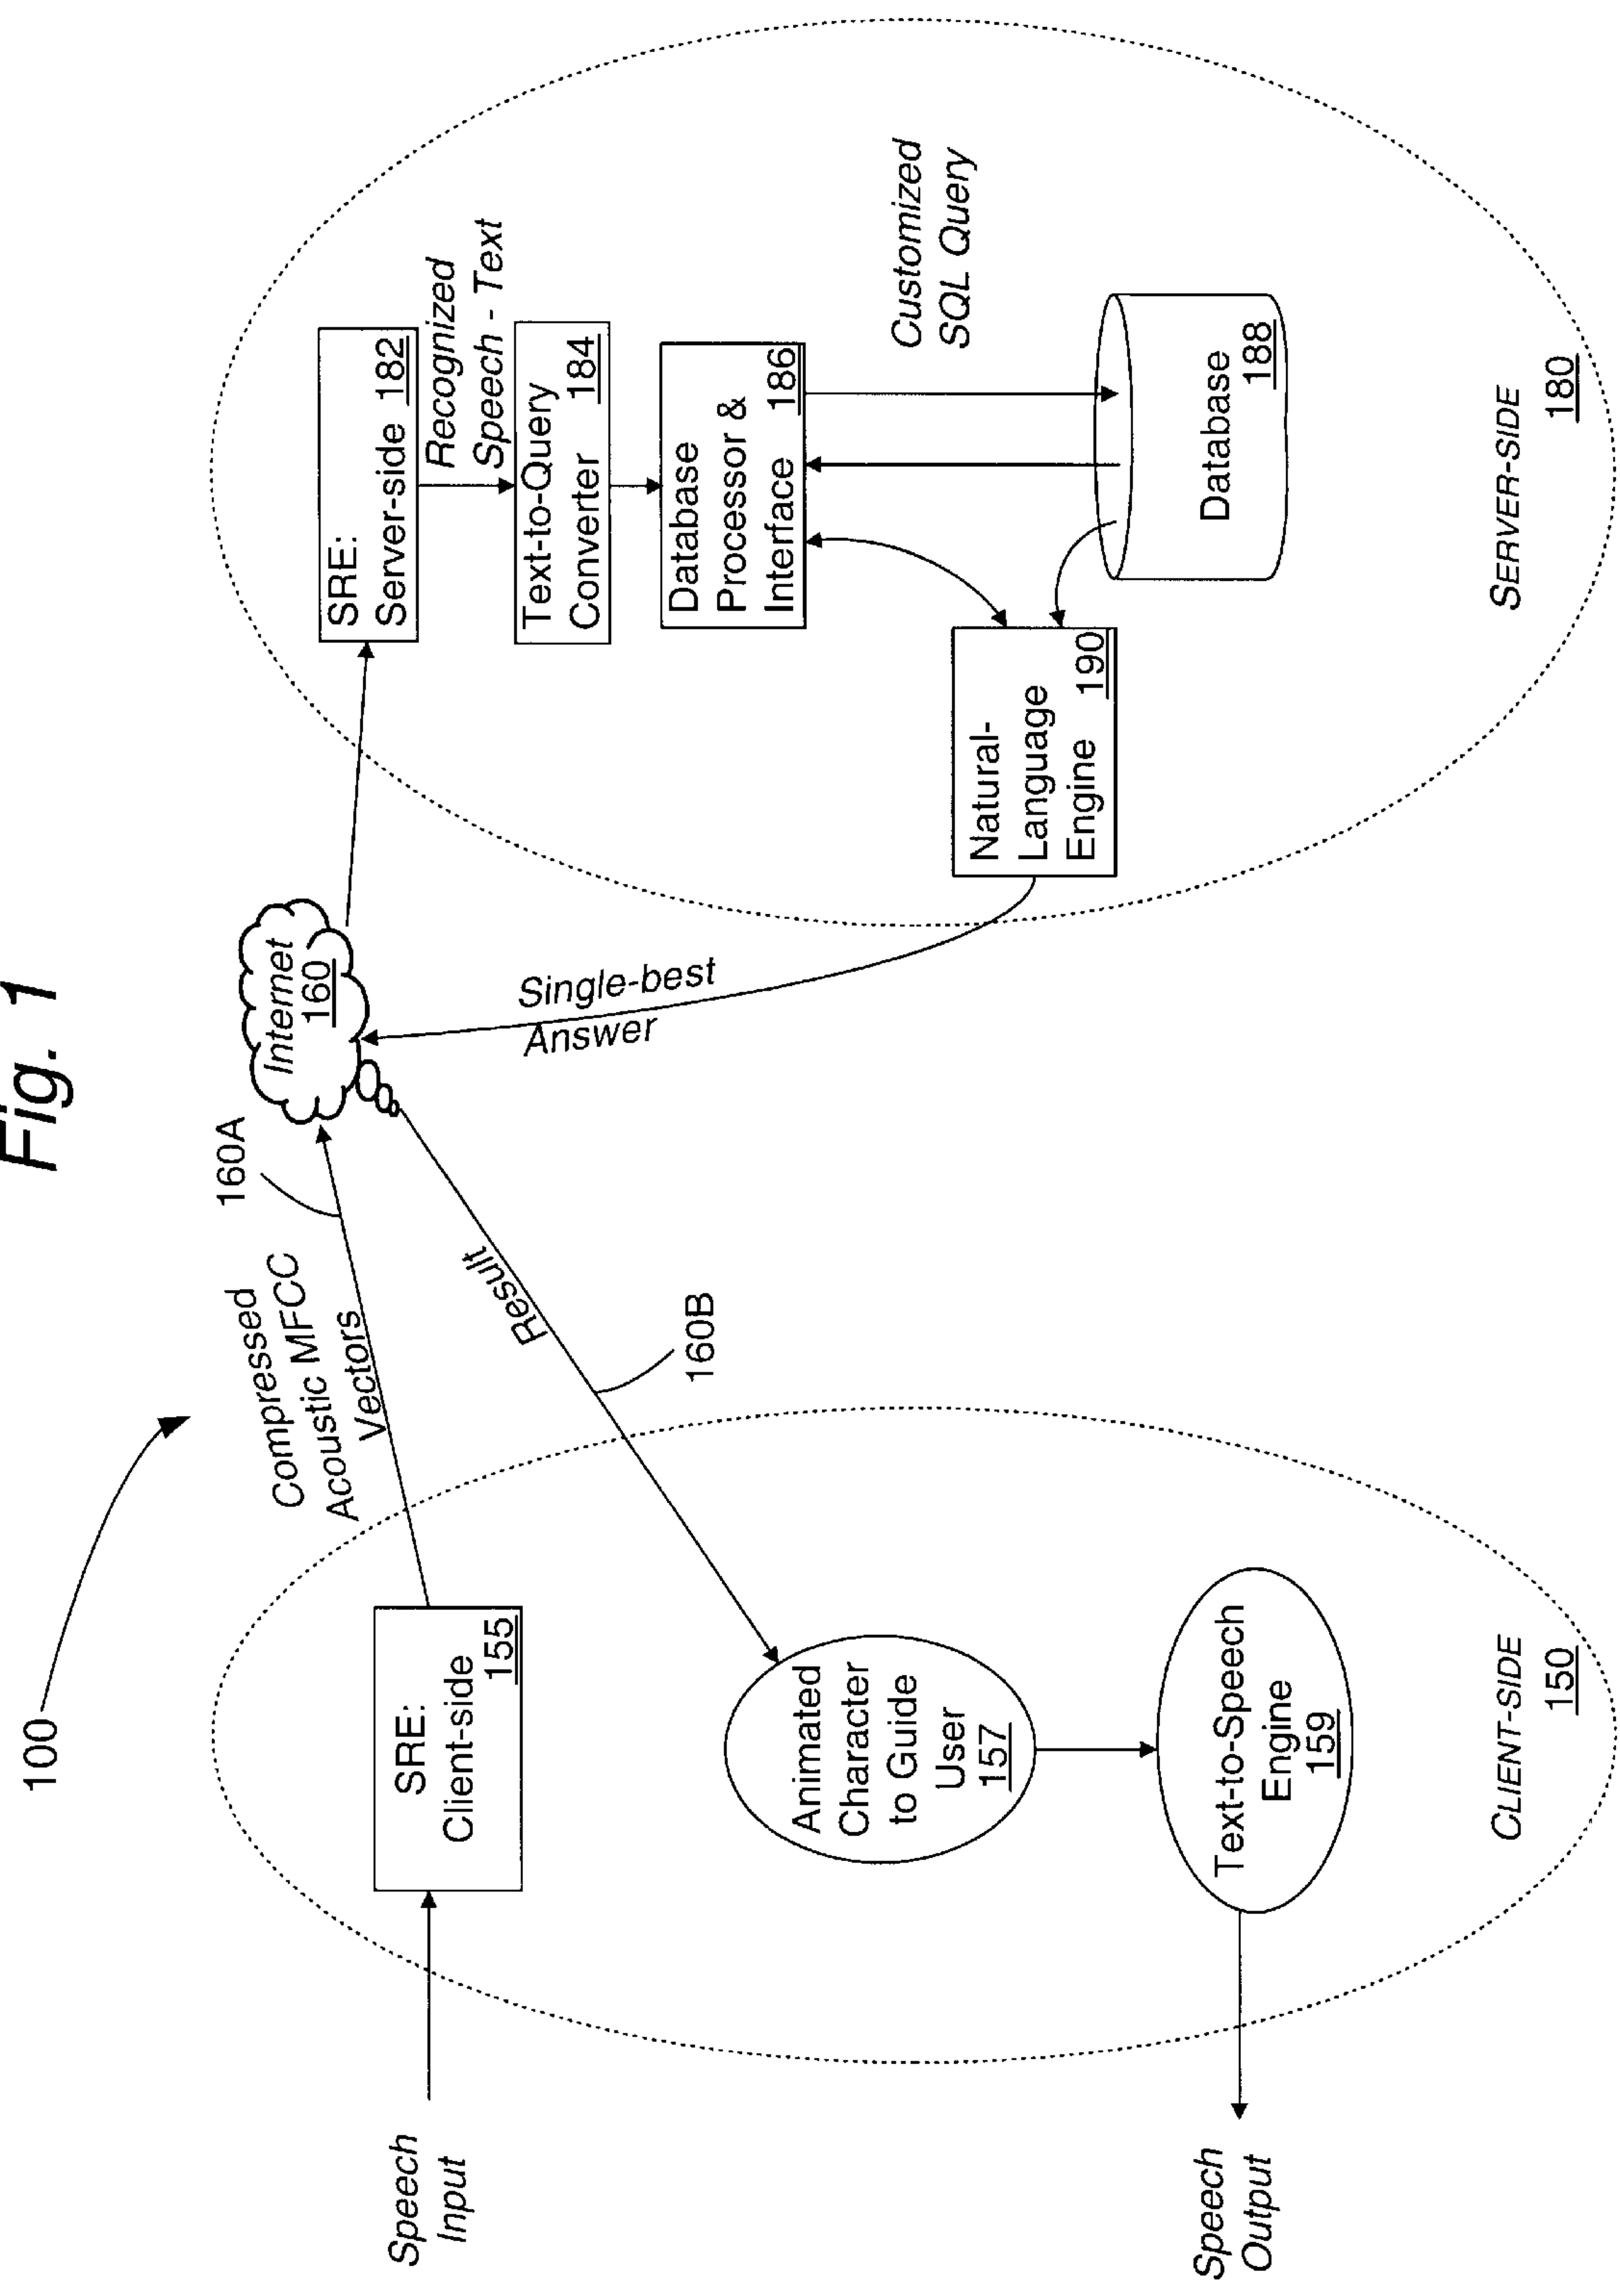 Fig. 1
100
Speech
Input
SRE:
Client-side
155
Compressed
Acoustic MFCC
Vectors
160A
Internet
160
SRE:
Server-side 182
Recognized
Speech - Text
Text-to-Query
Converter 184
Database
Processor &
Interface 186
Customized
SQL Query
Database
188
Natural-
Language
Engine 190
Single-best
Answer
Result
160B
Animated
Character
to Guide
User
157
Text-to-Speech
Engine
159
Speech
Output
CLIENT-SIDE
150
SERVER-SIDE
180